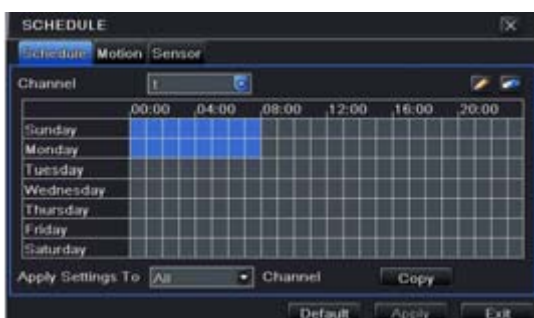 SCHEDULE
Schedule Motion Sensor
Channel 1
00:00 04:00 08:00 12:00 16:00 20:00
Sunday
Monday
Tuesday
Wednesday
Thursday
Friday
Saturday
Apply Settings To All Channel Copy
Default Apply Exit